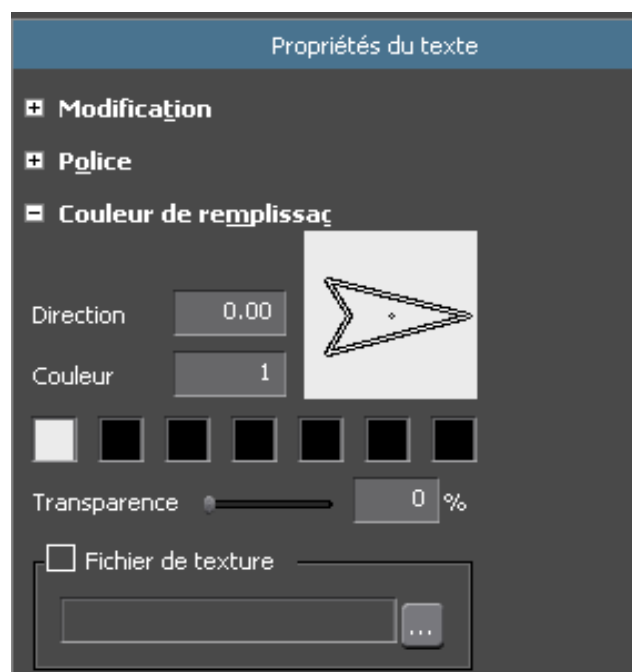 Propriétés du texte
Modification
Police
Couleur de remplissaç
Direction 0.00
Couleur 1
Transparence 0 %
Fichier de texture
...